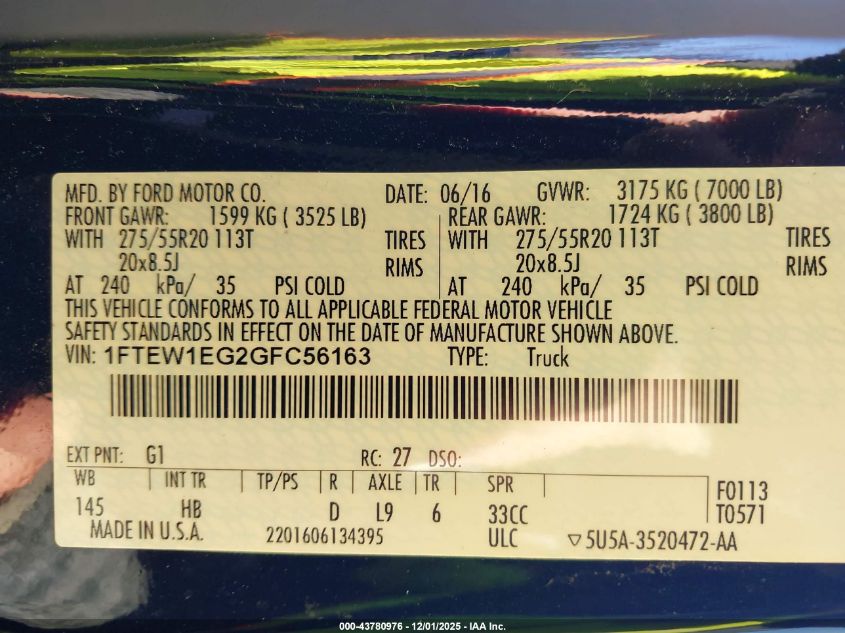 MFD. BY FORD MOTOR CO. DATE: 06/16 GVWR: 3175 KG ( 7000 LB)
FRONT GAWR: 1599 KG ( 3525 LB) REAR GAWR: 1724 KG ( 3800 LB)
WITH 275/55R20 113T TIRES WITH 275/55R20 113T TIRES
20x8.5J RIMS 20x8.5J RIMS
AT 240 kPa/ 35 PSI COLD AT 240 kPa/ 35 PSI COLD
THIS VEHICLE CONFORMS TO ALL APPLICABLE FEDERAL MOTOR VEHICLE
SAFETY STANDARDS IN EFFECT ON THE DATE OF MANUFACTURE SHOWN ABOVE.
VIN: 1FTEW1EG2GFC56163 TYPE: Truck
EXT PNT: G1 RC: 27 DSO:
WB INT TR TP/PS R AXLE TR SPR F0113
145 HB D L9 6 33CC T0571
MADE IN U.S.A. 2201606134395 ULC ▽5U5A-3520472-AA
000-43780976 - 12/01/2025 - IAA Inc.